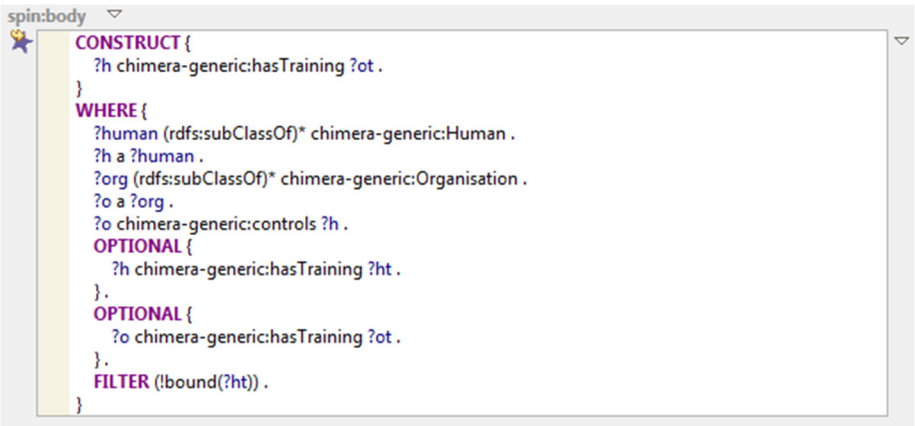 spin:body
CONSTRUCT {
?h chimera-generic:hasTraining ?ot .
}
WHERE {
?human (rdfs:subClassOf)* chimera-generic:Human .
?h a ?human .
?org (rdfs:subClassOf)* chimera-generic:Organisation .
?o a ?org .
?o chimera-generic:controls ?h .
OPTIONAL {
?h chimera-generic:hasTraining ?ht .
} .
OPTIONAL {
?o chimera-generic:hasTraining ?ot .
} .
FILTER (!bound(?ht)) .
}